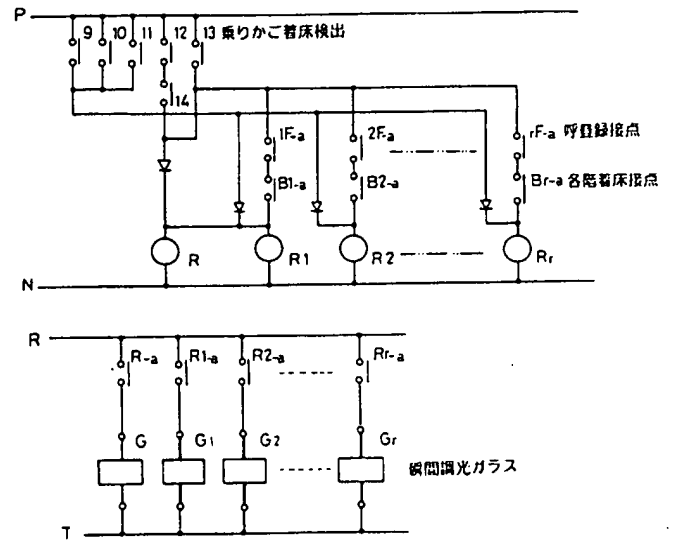 P
9 10 11 12 13 乗りかご着床検出
14
1F-a 2F-a rF-a 呼登録接点
B1-a B2-a Br-a 各階着床接点
R R1 R2 Rr
N
R
R-a R1-a R2-a Rr-a
G G1 G2 Gr
瞬間調光ガラス
T